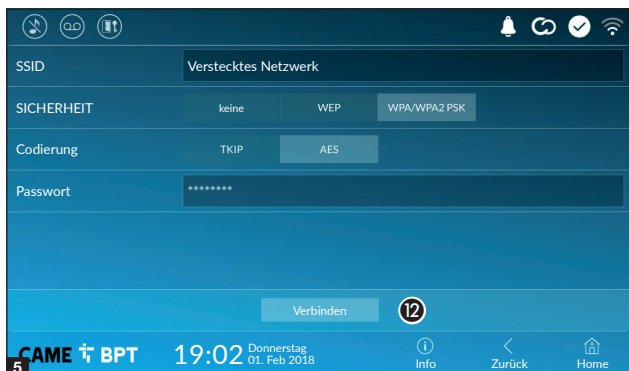 SSID Verstecktes Netzwerk
SICHERHEIT keine WEP WPA/WPA2 PSK
Codierung TKIP AES
Passwort ********
Verbinden 12
CAME BPT 19:02 Donnerstag
01. Feb 2018
Info Zurück Home
5